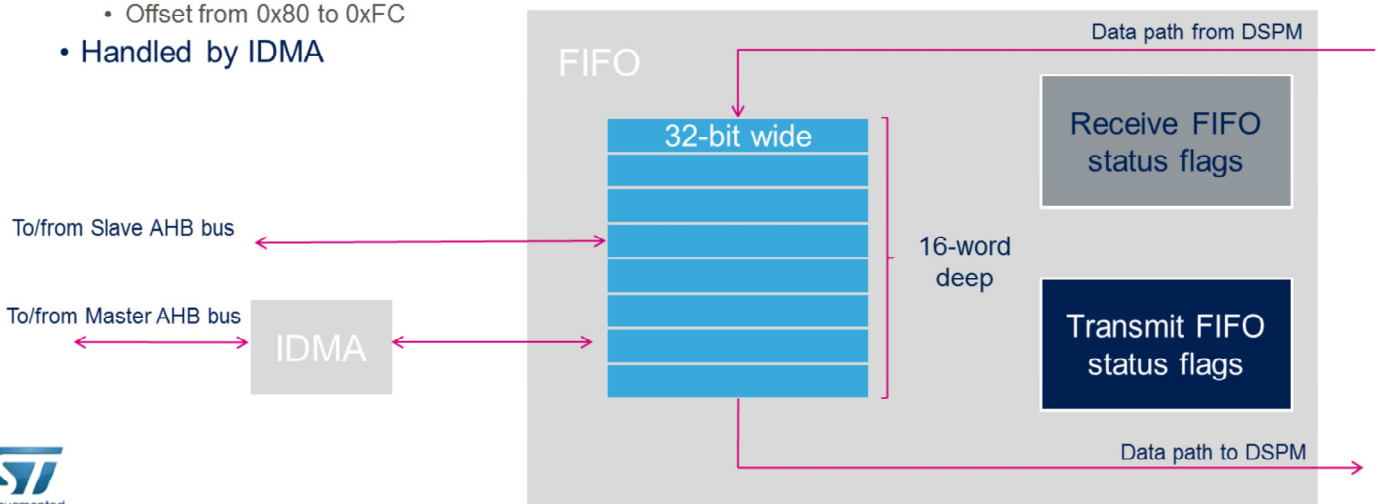 • Offset from 0x80 to 0xFC
• Handled by IDMA
FIFO
Data path from DSPM
32-bit wide
Receive FIFO
status flags
To/from Slave AHB bus
16-word
deep
To/from Master AHB bus
IDMA
Transmit FIFO
status flags
Data path to DSPM
ST
augmented